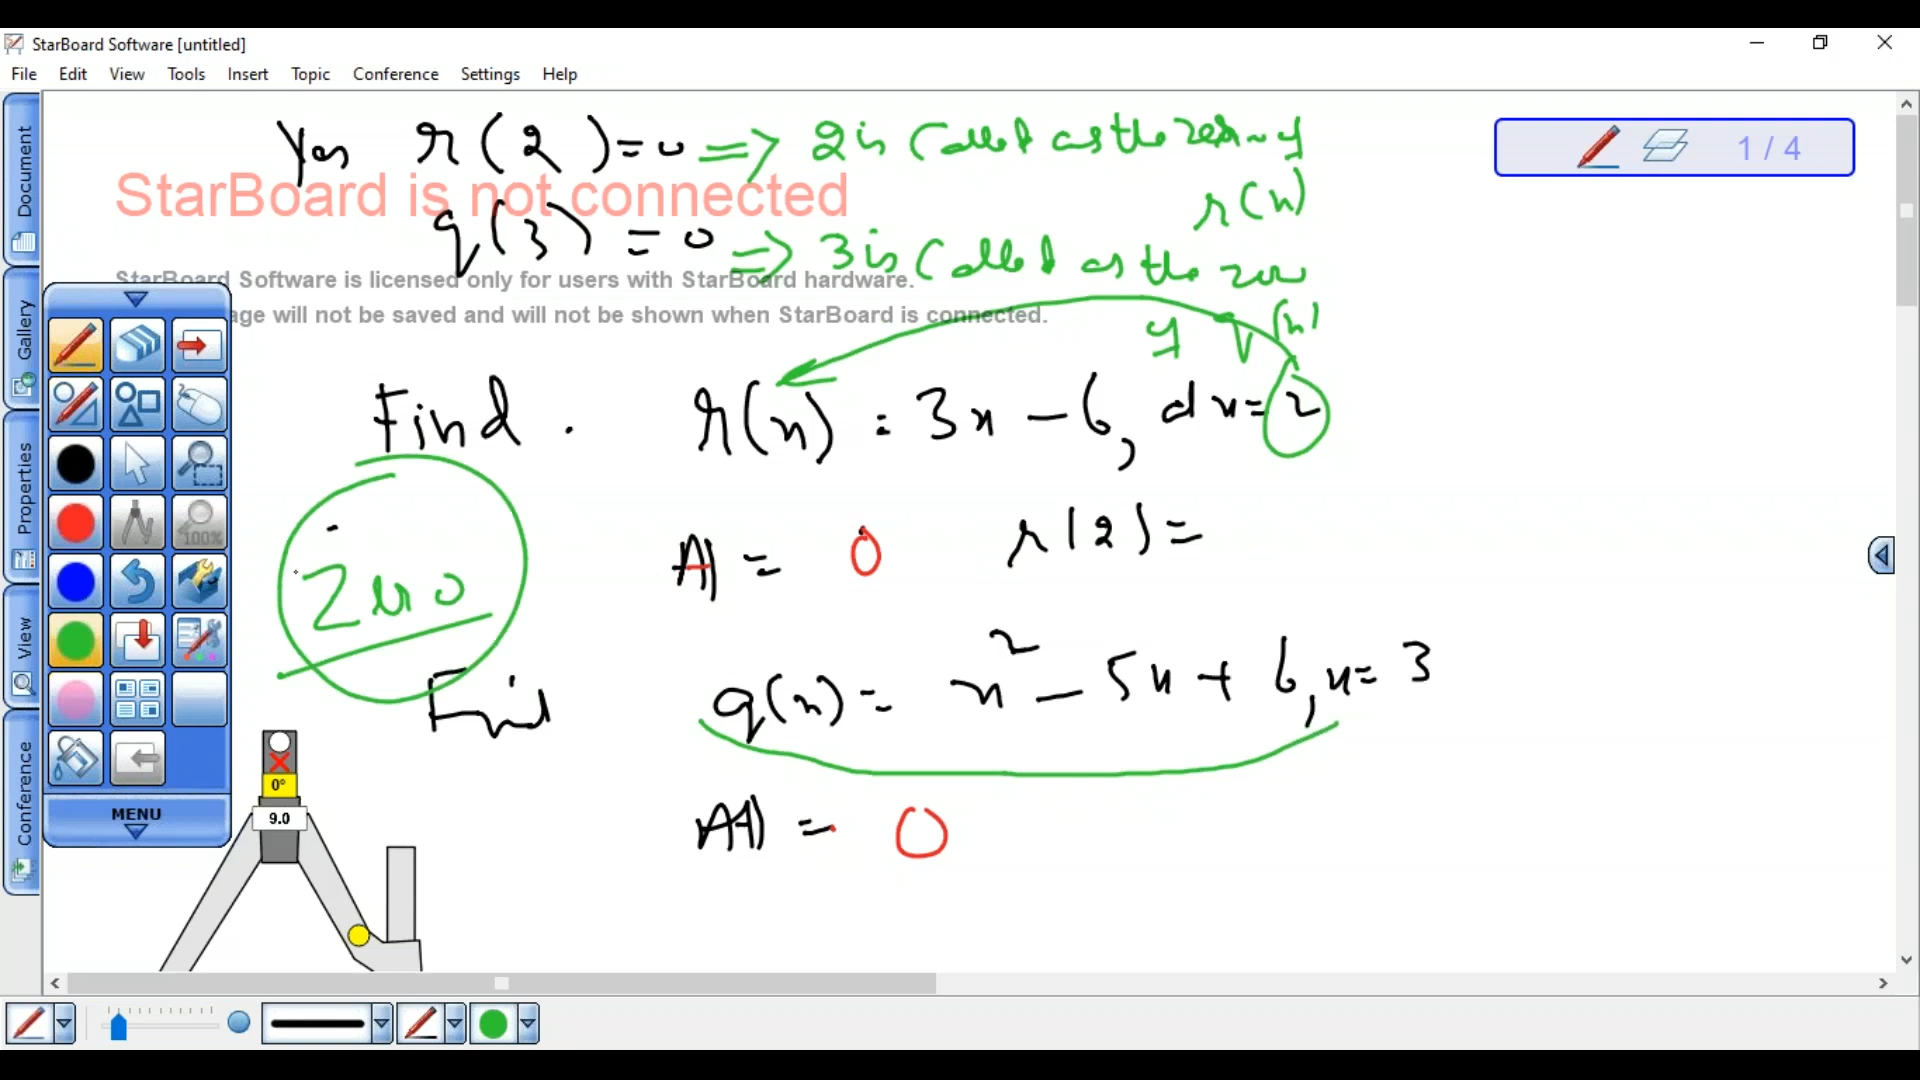 StarBoard Software [untitled]
File Edit View Tools Insert Topic Conference Settings Help
Document
Gallery
Properties
View
Conference
1 / 4
Yes r(2)=0 => 2 is called as the
r(x)
StarBoard is not connected
q(3) = 0 => 3 is called as the zero
StarBoard Software is licensed only for users with StarBoard hardware.
age will not be saved and will not be shown when StarBoard is connected.
of q(x)
Find. r(x) = 3x - 6, at x=2
A) = 0 r(2) =
Zero
Find q(x) = x² - 5x + 6, x = 3
A) = 0
100%
MENU
0°
9.0